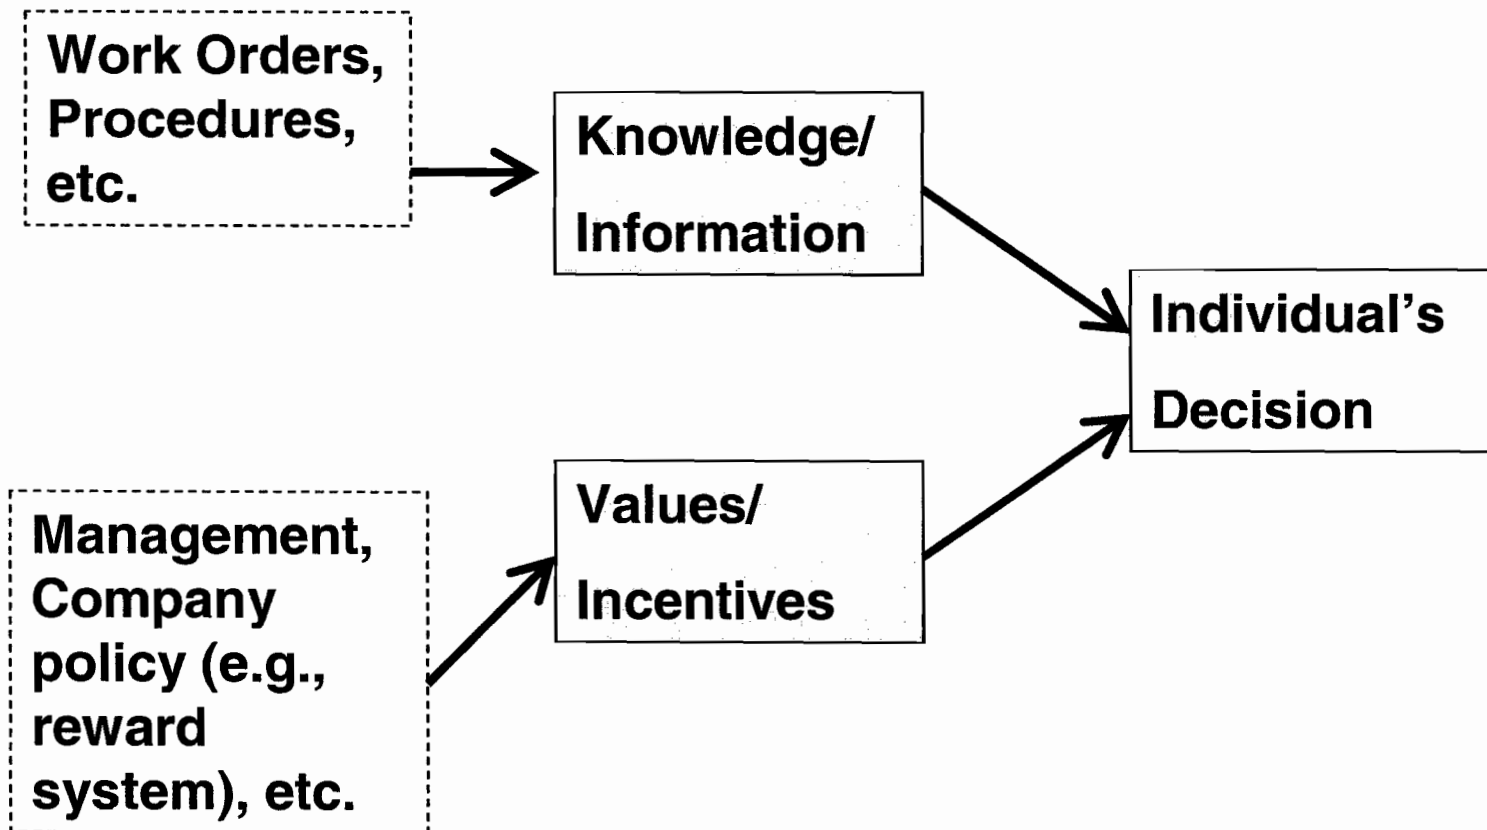 Work Orders,
Procedures,
etc.
Knowledge/
Information
Individual's
Decision
Values/
Incentives
Management,
Company
policy (e.g.,
reward
system), etc.